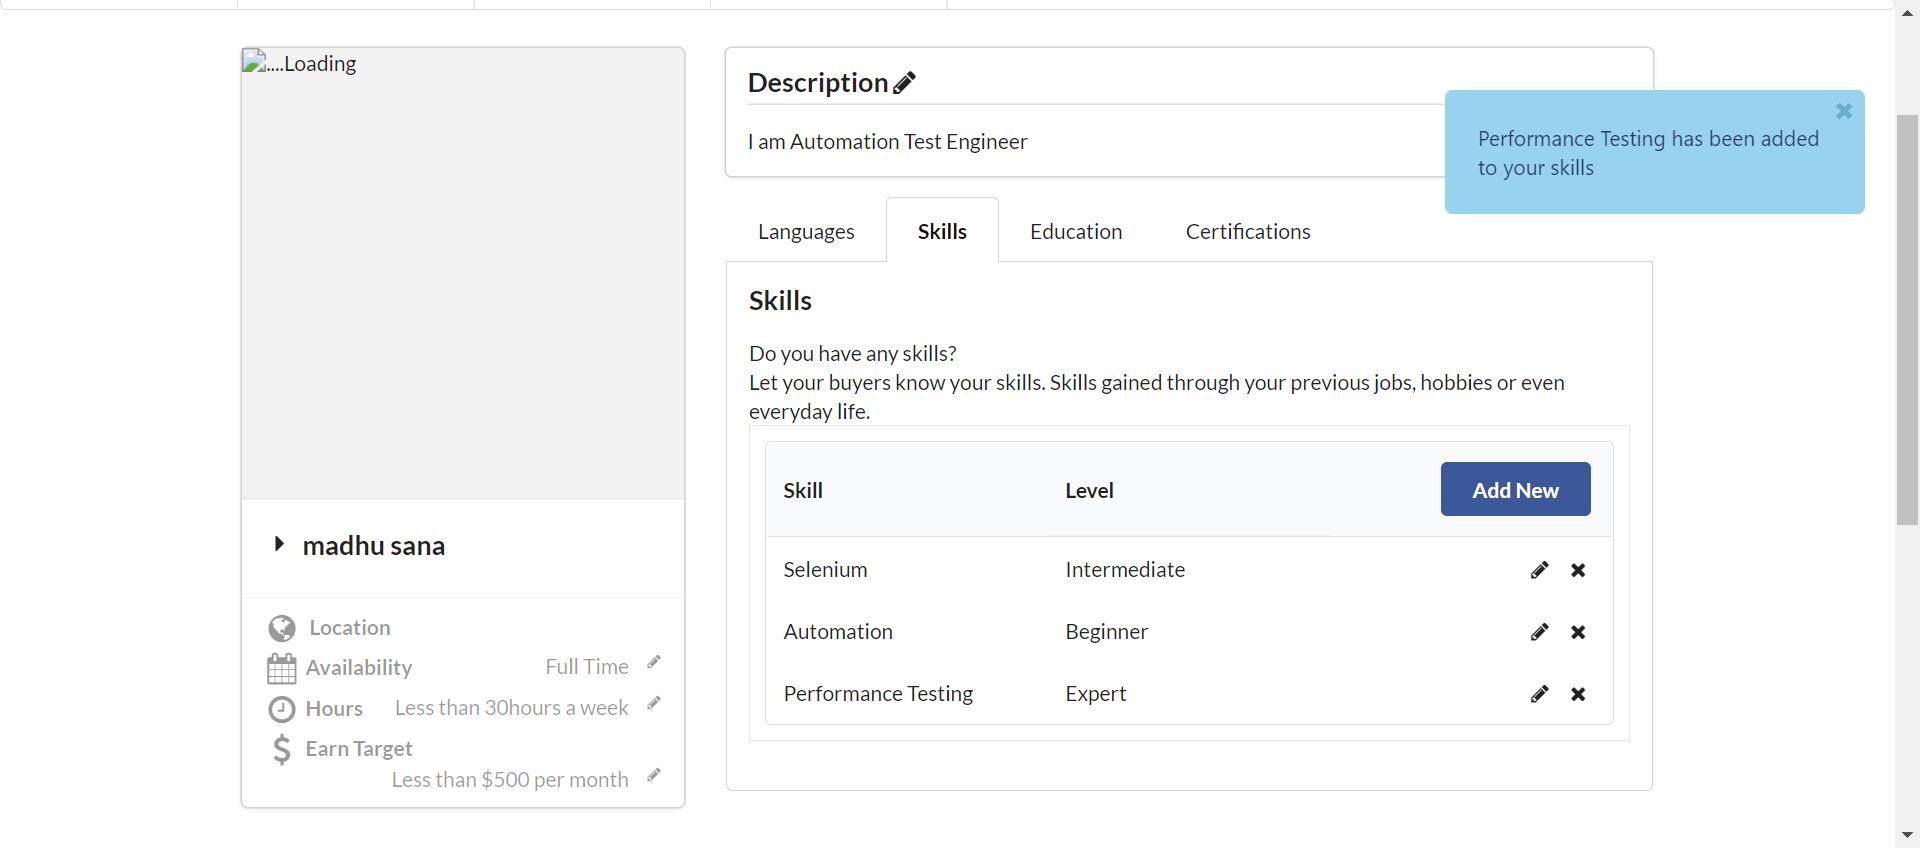 ....Loading
madhu sana
Location
Availability Full Time
Hours Less than 30hours a week
Earn Target
Less than $500 per month
Description
I am Automation Test Engineer
Performance Testing has been added
to your skills
Languages Skills Education Certifications
Skills
Do you have any skills?
Let your buyers know your skills. Skills gained through your previous jobs, hobbies or even
everyday life.
Skill Level Add New
Selenium Intermediate
Automation Beginner
Performance Testing Expert